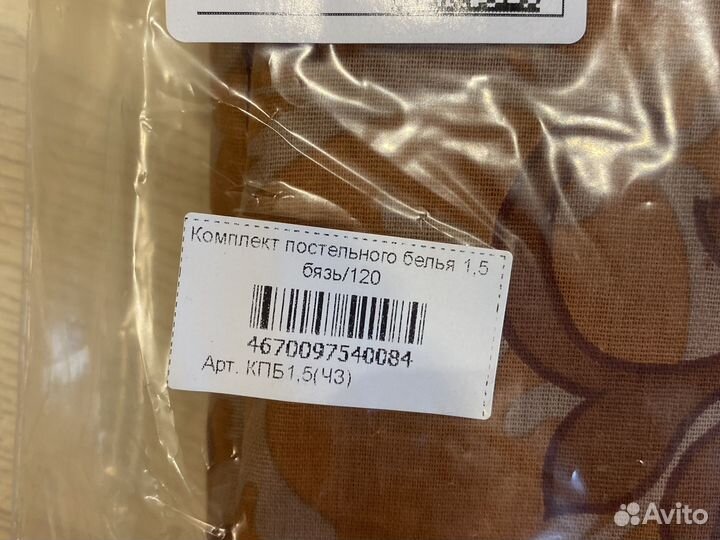 Комплект постельного белья 1,5
бязь/120
4670097540084
Арт. КПБ1,5(ЧЗ)
Avito